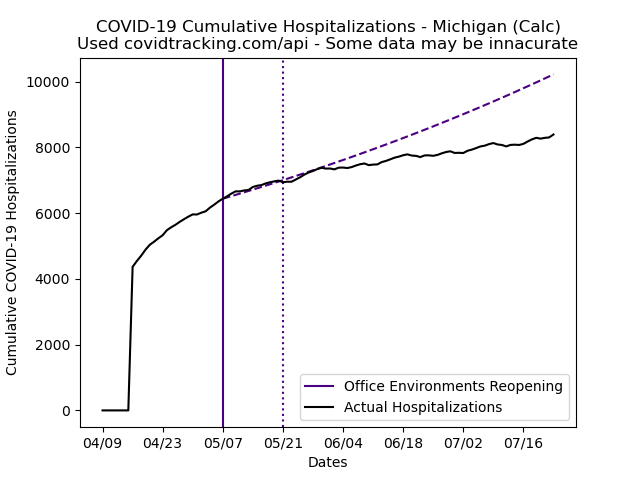 COVID-19 Cumulative Hospitalizations - Michigan (Calc)
Used covidtracking.com/api - Some data may be innacurate
Cumulative COVID-19 Hospitalizations
10000
8000
6000
4000
2000
0
Office Environments Reopening
Actual Hospitalizations
04/09 04/23 05/07 05/21 06/04 06/18 07/02 07/16
Dates